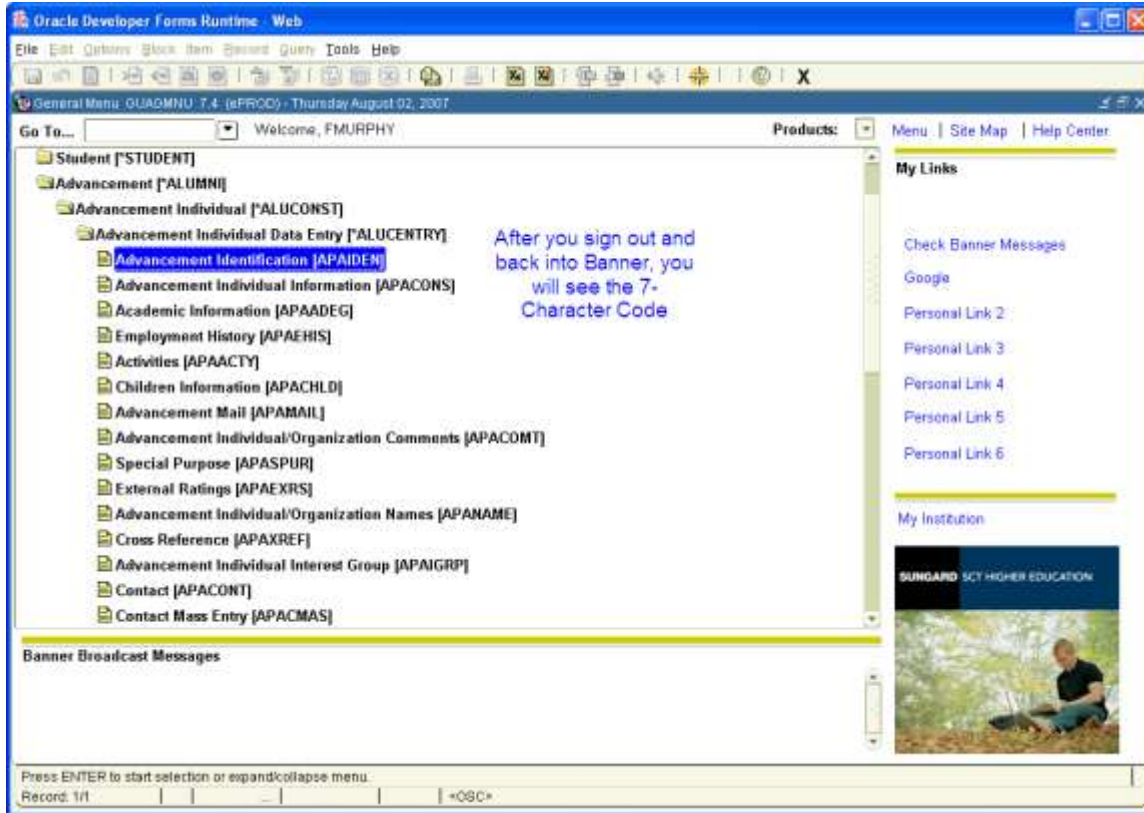 Oracle Developer Forms Runtime - Web
File Edit Options Block Item Record Query Tools Help
General Menu GUAGMNU 7.4 (ePROD) - Thursday August 02, 2007
Go To... Welcome, FMURPHY Products: Menu | Site Map | Help Center
Student [*STUDENT]
Advancement [*ALUMNI]
Advancement Individual [*ALUCONST]
Advancement Individual Data Entry [*ALUCENTRY]
Advancement Identification [APAIDEN]
Advancement Individual Information [APACONS]
Academic Information [APAADEG]
Employment History [APAEHIS]
Activities [APAACTY]
Children Information [APACHLD]
Advancement Mail [APAMAIL]
Advancement Individual/Organization Comments [APACOMT]
Special Purpose [APASPUR]
External Ratings [APAEXRS]
Advancement Individual/Organization Names [APANAME]
Cross Reference [APAXREF]
Advancement Individual Interest Group [APAIGRP]
Contact [APACONT]
Contact Mass Entry [APACMAS]
After you sign out and
back into Banner, you
will see the 7-
Character Code
My Links
Check Banner Messages
Google
Personal Link 2
Personal Link 3
Personal Link 4
Personal Link 5
Personal Link 6
My Institution
SUNGARD SCT HIGHER EDUCATION
Banner Broadcast Messages
Press ENTER to start selection or expand/collapse menu.
Record: 1/1 ... <OSC>